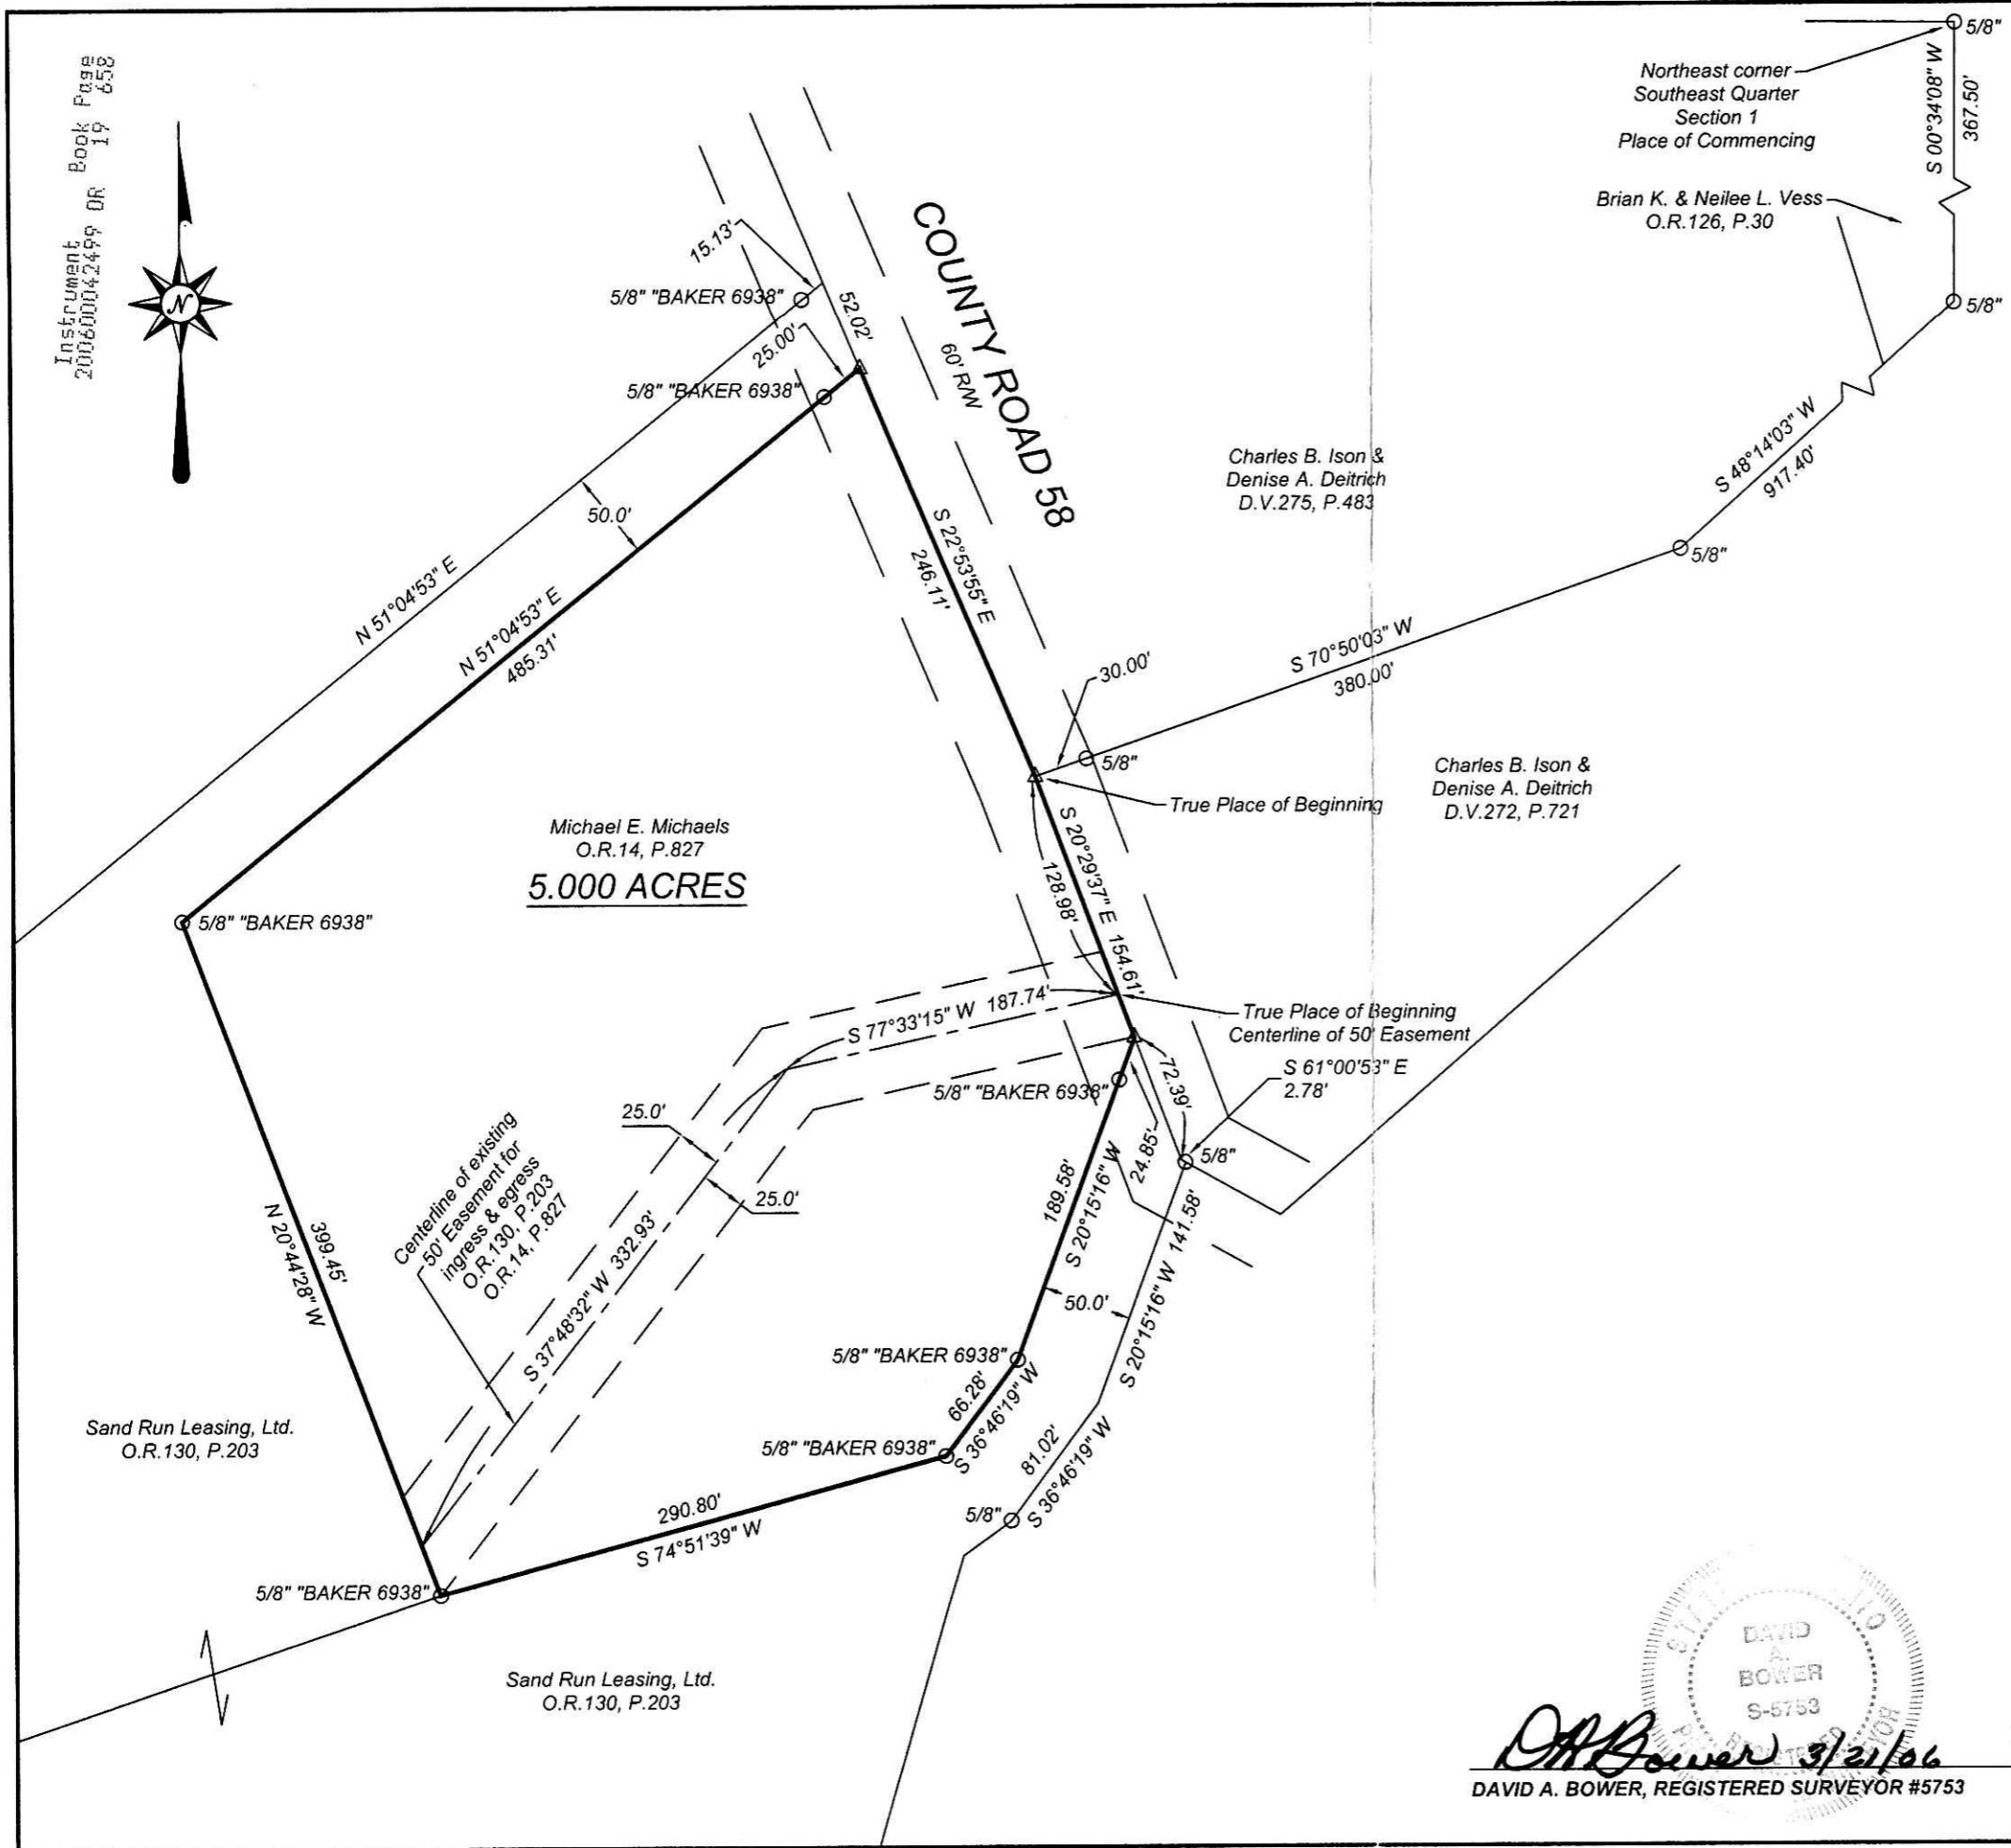 Instrument Book Page
200600042499 OR 19 658
N
15.13'
5/8" "BAKER 6938"
52.02'
25.00'
5/8" "BAKER 6938"
COUNTY ROAD 58
60' R/W
Northeast corner
Southeast Quarter
Section 1
Place of Commencing
5/8"
S 00°34'08" W
367.50'
Brian K. & Neilee L. Vess
O.R.126, P.30
5/8"
S 48°14'03" W
917.40'
5/8"
Charles B. Ison &
Denise A. Deitrich
D.V.275, P.483
50.0'
S 22°53'55" E
246.11'
N 51°04'53" E
N 51°04'53" E
485.31'
S 70°50'03" W
380.00'
30.00'
5/8"
True Place of Beginning
Charles B. Ison &
Denise A. Deitrich
D.V.272, P.721
Michael E. Michaels
O.R.14, P.827
5.000 ACRES
5/8" "BAKER 6938"
S 20°29'37" E 154.61'
128.98'
S 77°33'15" W 187.74'
True Place of Beginning
Centerline of 50' Easement
S 61°00'53" E
2.78'
72.39'
5/8" "BAKER 6938"
24.85'
5/8"
25.0'
25.0'
Centerline of existing
50' Easement for
ingress & egress
O.R.130, P.203
O.R.14, P.827
S 37°48'32" W 332.93'
189.58'
S 20°15'16" W
S 20°15'16" W 141.58'
50.0'
399.45'
N 20°44'28" W
5/8" "BAKER 6938"
66.28'
S 36°46'19" W
5/8" "BAKER 6938"
81.02'
S 36°46'19" W
5/8"
Sand Run Leasing, Ltd.
O.R.130, P.203
290.80'
S 74°51'39" W
5/8" "BAKER 6938"
Sand Run Leasing, Ltd.
O.R.130, P.203
DAVID
A.
BOWER
S-5753
DABower 3/21/06
DAVID A. BOWER, REGISTERED SURVEYOR #5753